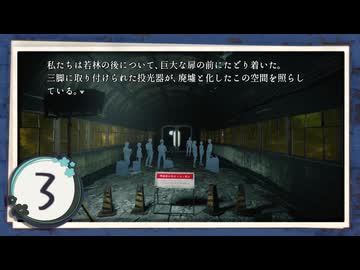 私たちは若林の後について、巨大な扉の前にたどり着いた。
三脚に取り付けられた投光器が、廃墟と化したこの空間を照らし
ている。
3